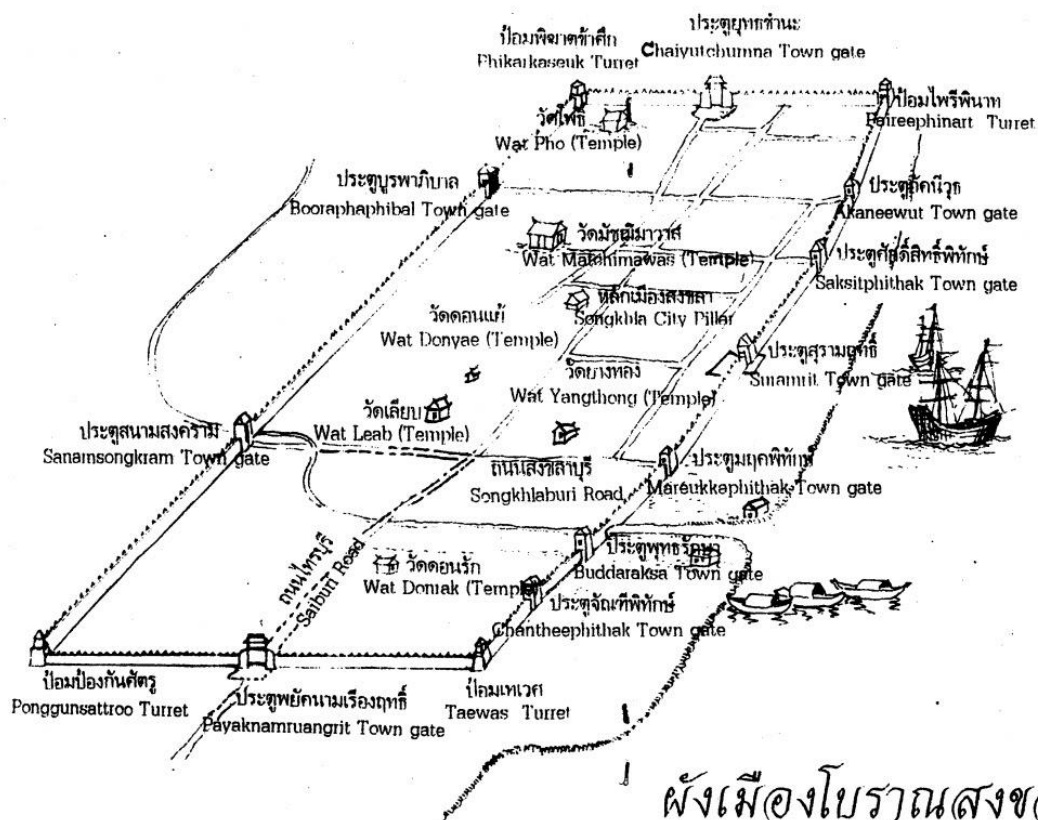 ป้อมพิฆาตข้าศึก
Phikarkaseuk Turret
ประตูยุทธชำนะ
Chaiyutchumna Town gate
ป้อมไพรีพินาท
Paireephinart Turret
วัดโพธิ์
Wat Pho (Temple)
ประตูบูรพาภิบาล
Booraphaphibal Town gate
ประตูอัคนีวุธ
Akaneewut Town gate
วัดมัชฌิมาวาส
Wat Matchimawas (Temple)
ประตูศักดิ์สิทธิ์พิทักษ์
Saksitphithak Town gate
หลักเมืองสงขลา
Songkhla City Pillar
วัดดอนแย้
Wat Donyae (Temple)
ประตูสุรามฤทธิ์
Suramrit Town gate
วัดยางทอง
Wat Yangthong (Temple)
วัดเลียบ
Wat Leab (Temple)
ประตูสนามสงคราม
Sanamsongkram Town gate
ถนนสงขลาบุรี
Songkhlaburi Road
ประตูมฤคพิทักษ์
Mareukkaphithak Town gate
ประตูพุทธรักษา
Buddaraksa Town gate
ถนนไทรบุรี
Saiburi Road
วัดดอนรัก
Wat Donrak (Temple)
ประตูจัณฑีพิทักษ์
Chantheephithak Town gate
ป้อมป้องกันศัตรู
Ponggunsattroo Turret
ประตูพยัคนามเรืองฤทธิ์
Payaknamruangrit Town gate
ป้อมเทเวศ
Taewas Turret
ผังเมืองโบราณสงข